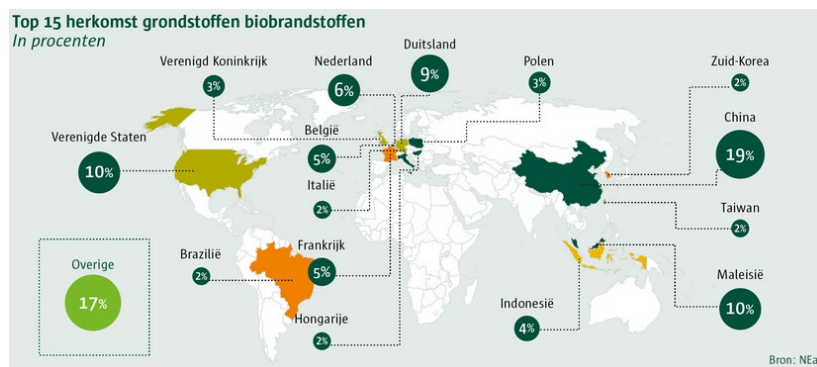 Top 15 herkomst grondstoffen biobrandstoffen
In procenten
Verenigd Koninkrijk
3%
Nederland
6%
Duitsland
9%
Polen
3%
Zuid-Korea
2%
China
19%
Verenigde Staten
10%
België
5%
Italië
2%
Taiwan
2%
Overige
17%
Brazilië
2%
Frankrijk
5%
Hongarije
2%
Indonesië
4%
Maleisië
10%
Bron: NEa